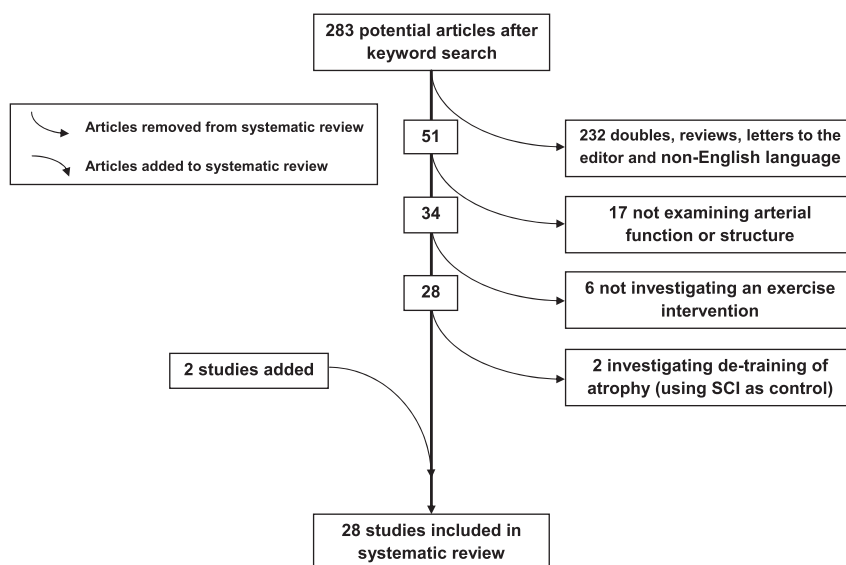 283 potential articles after
keyword search
Articles removed from systematic review
Articles added to systematic review
51
232 doubles, reviews, letters to the
editor and non-English language
34
17 not examining arterial
function or structure
28
6 not investigating an exercise
intervention
2 studies added
2 investigating de-training of
atrophy (using SCI as control)
28 studies included in
systematic review